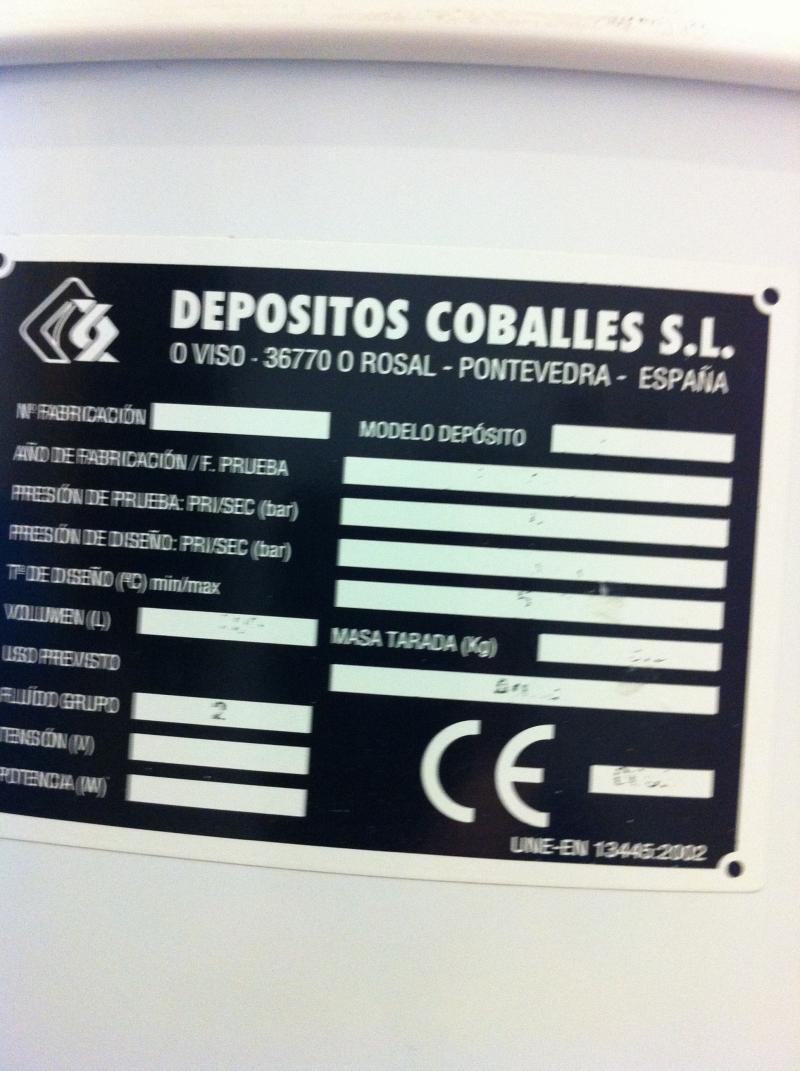 DEPOSITOS COBALLES S.L.
O VISO - 36770 O ROSAL - PONTEVEDRA - ESPAÑA
Nº FABRICACIÓN
MODELO DEPÓSITO
AÑO DE FABRICACIÓN / F. PRUEBA
PRESIÓN DE PRUEBA: PRI/SEC (bar)
PRESIÓN DE DISEÑO: PRI/SEC (bar)
Tª DE DISEÑO (ºC) min/max
VOLUMEN (L)
MASA TARADA (Kg)
USO PREVISTO
FLUÍDO GRUPO 2
TENSIÓN (V)
POTENCIA (W)
CE
UNE-EN 13445:2002